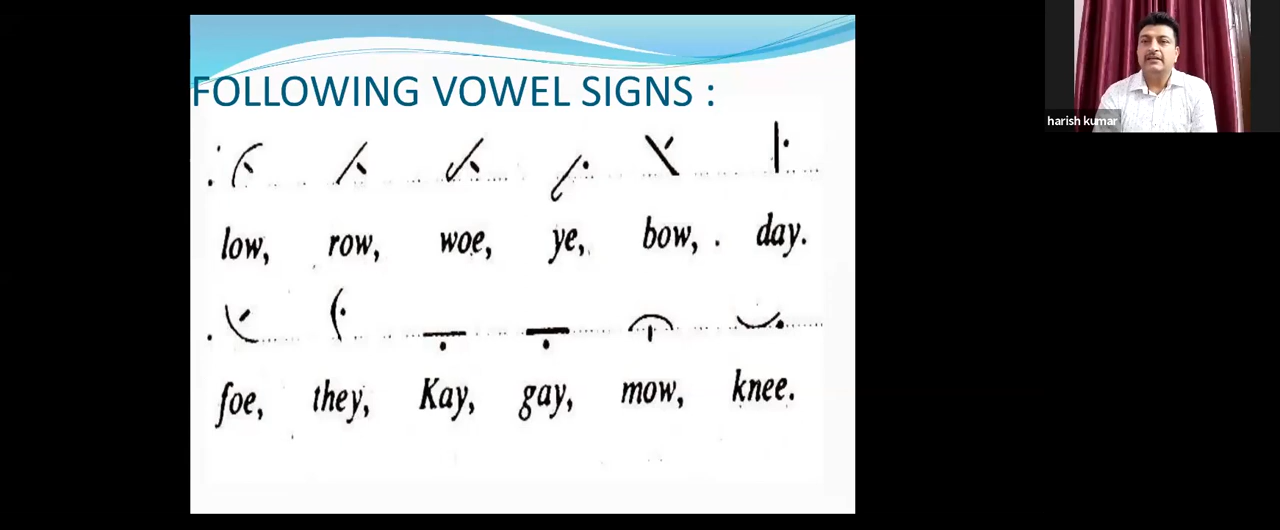 FOLLOWING VOWEL SIGNS :
harish kumar
low, row, woe, ye, bow, . day.
foe, they, Kay, gay, mow, knee.